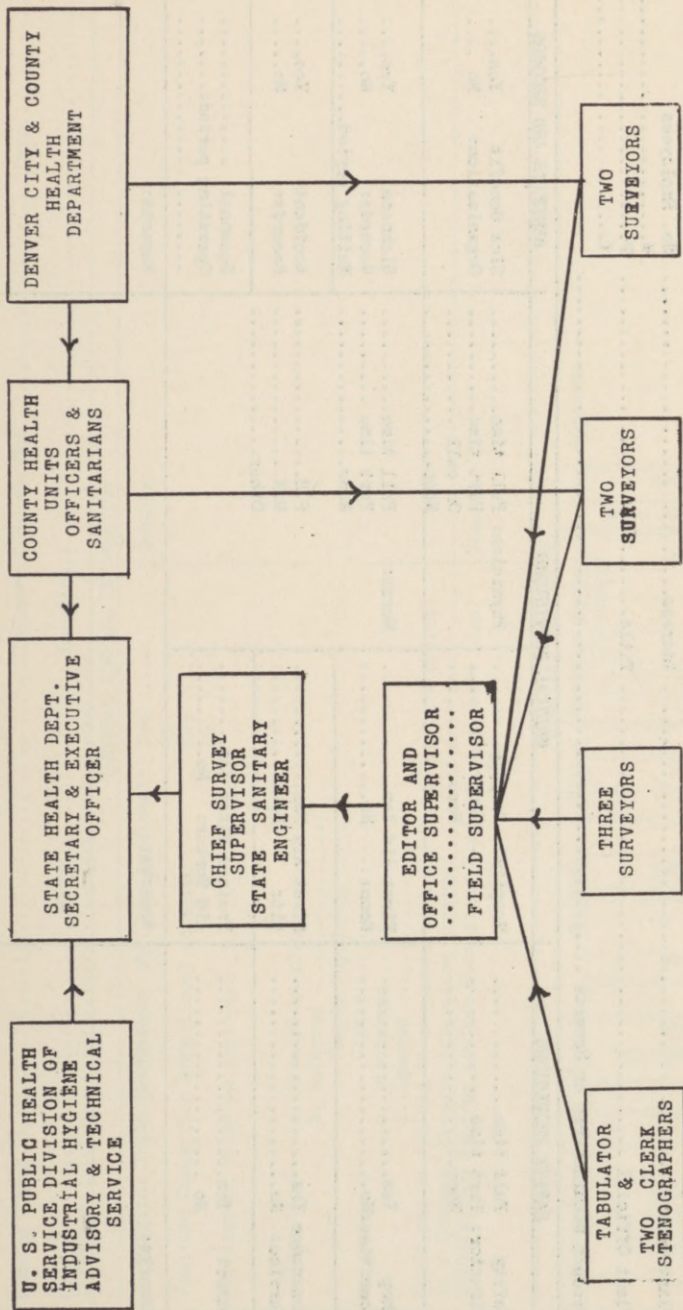 U. S. PUBLIC HEALTH
SERVICE DIVISION OF
INDUSTRIAL HYGIENE
ADVISORY & TECHNICAL
SERVICE
STATE HEALTH DEPT.
SECRETARY & EXECUTIVE
OFFICER
COUNTY HEALTH
UNITS
OFFICERS &
SANITARIANS
DENVER CITY & COUNTY
HEALTH
DEPARTMENT
CHIEF SURVEY
SUPERVISOR
STATE SANITARY
ENGINEER
EDITOR AND
OFFICE SUPERVISOR
....................
FIELD SUPERVISOR
TABULATOR
&
TWO CLERK
STENOGRAPHERS
THREE
SURVEYORS
TWO
SURVEYORS
TWO
SURVEYORS